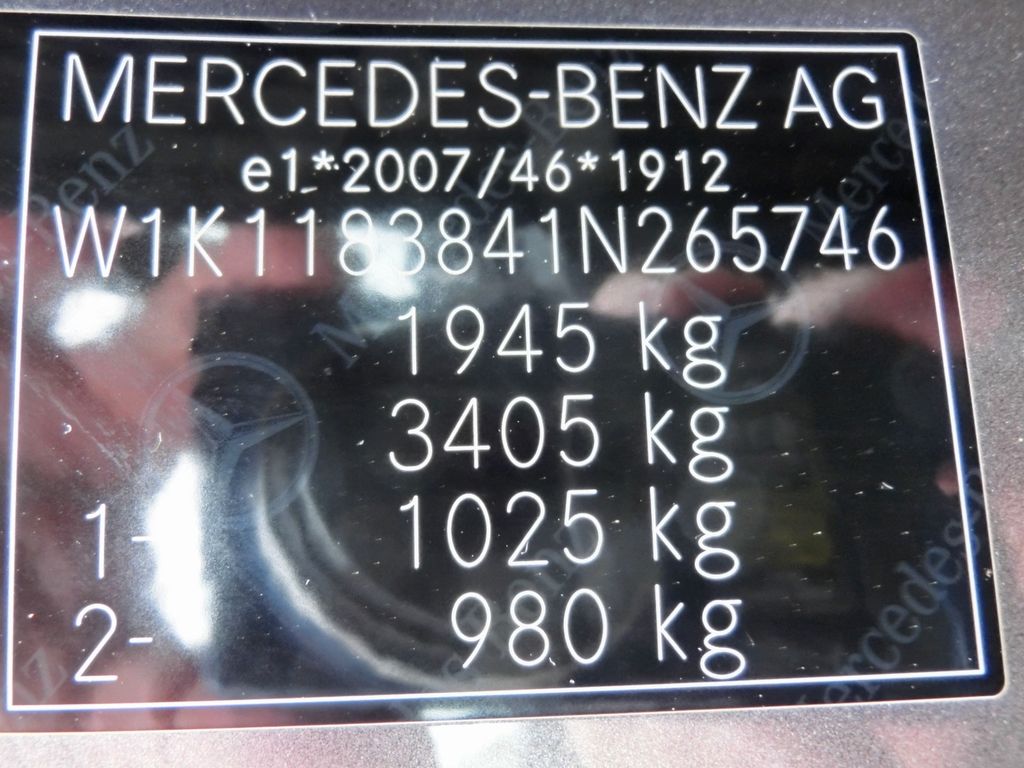 MERCEDES-BENZ AG
e1*2007/46*1912
W1K1183841N265746
1945 kg
3405 kg
1- 1025 kg
2- 980 kg